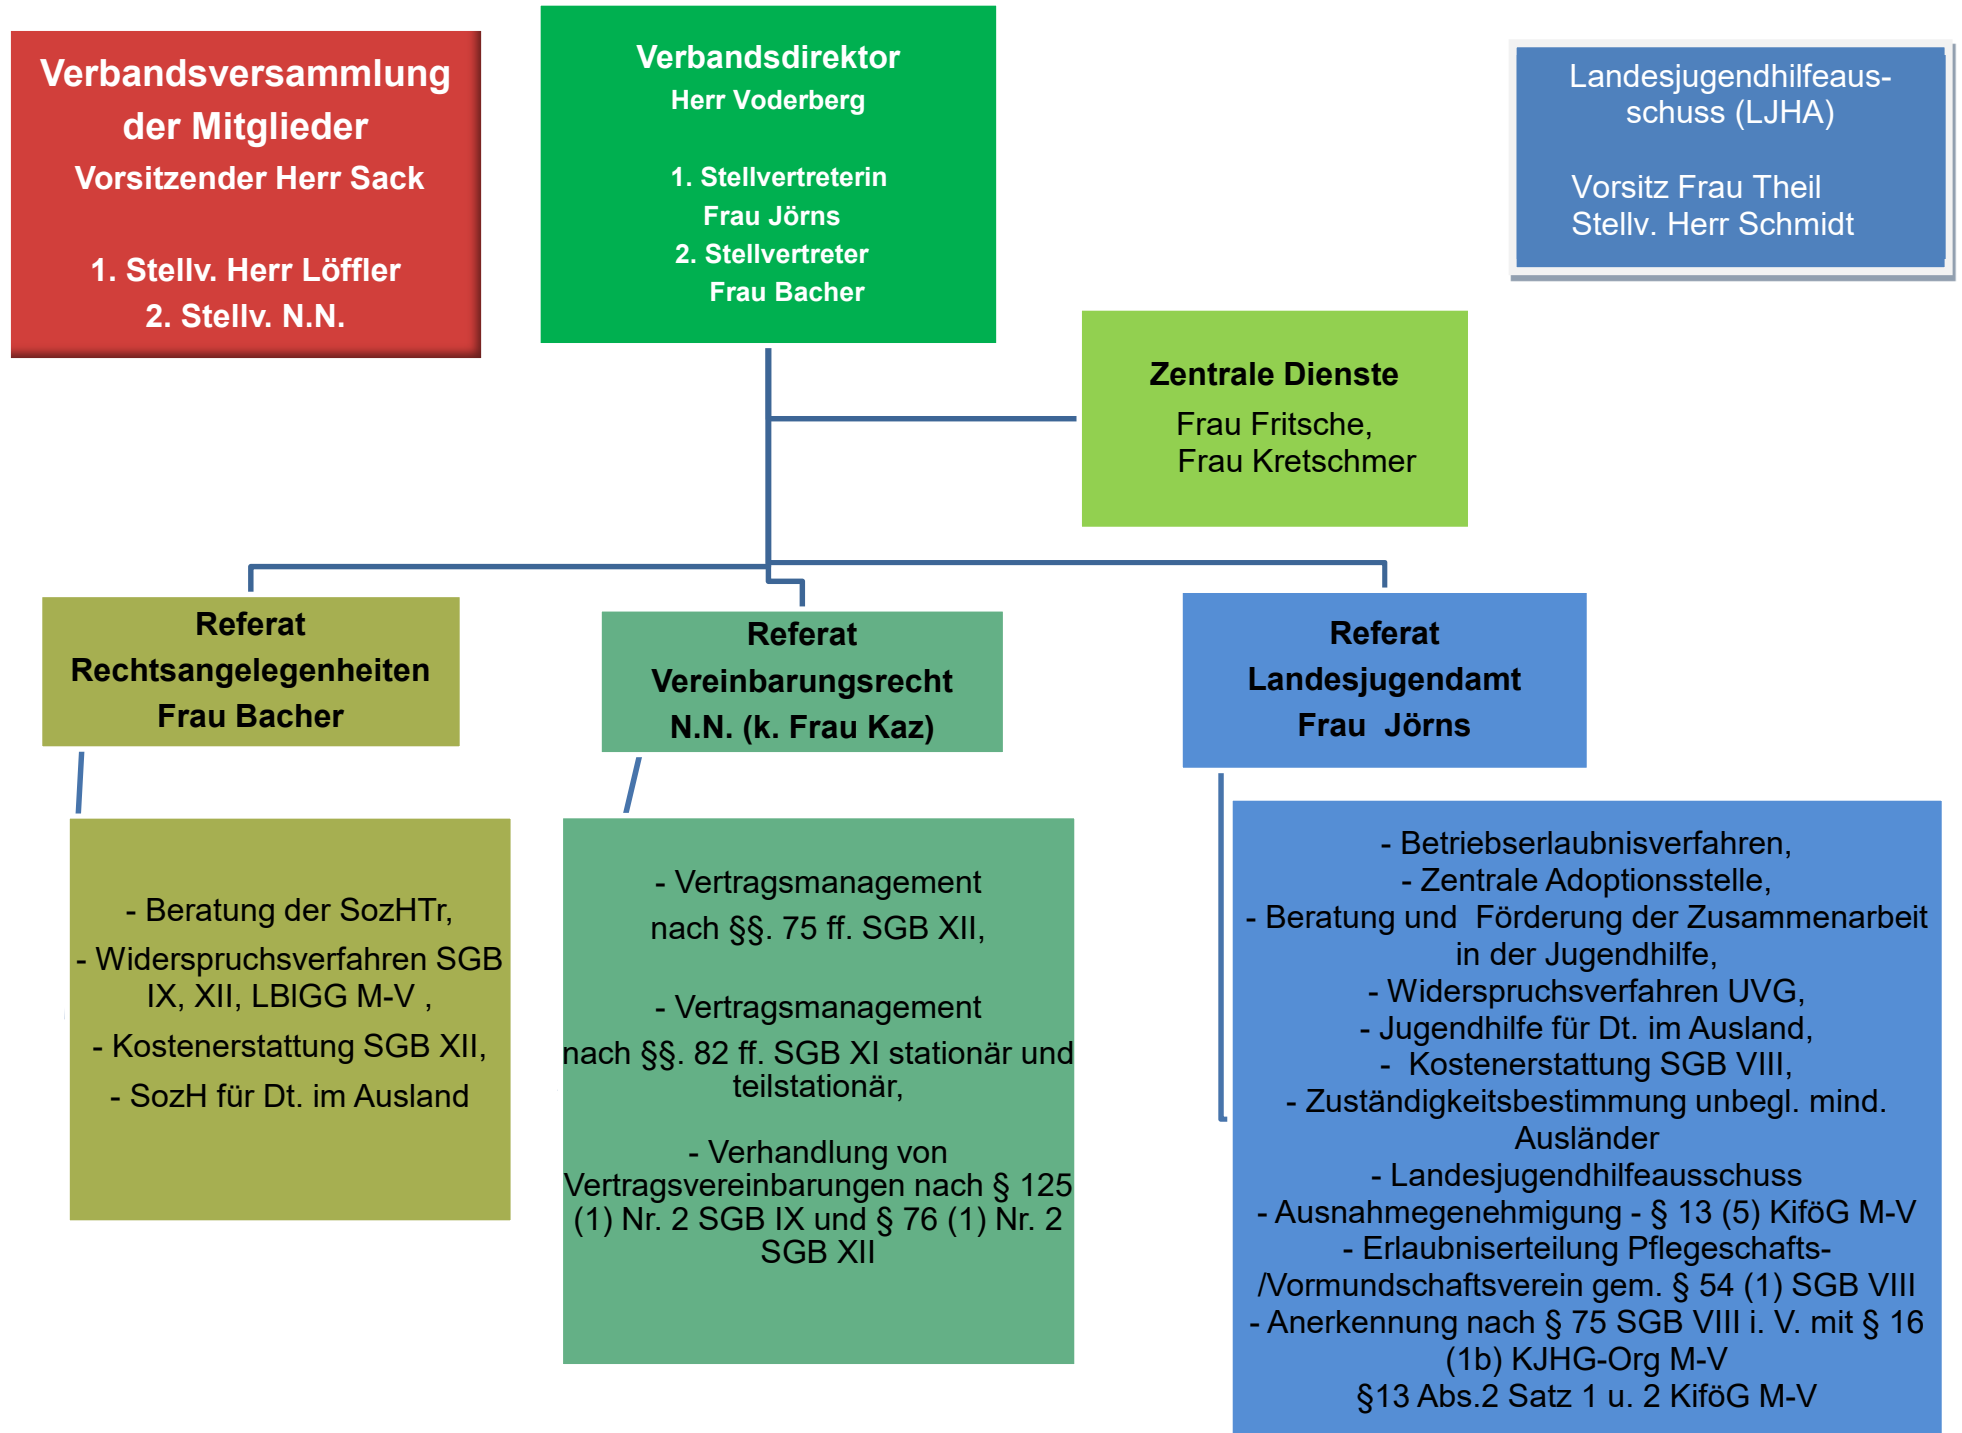 Verbandsversammlung
der Mitglieder
Vorsitzender Herr Sack
1. Stellv. Herr Löffler
2. Stellv. N.N.
Verbandsdirektor
Herr Voderberg
1. Stellvertreterin
Frau Jörns
2. Stellvertreter
Frau Bacher
Landesjugendhilfeaus-
schuss (LJHA)
Vorsitz Frau Theil
Stellv. Herr Schmidt
Zentrale Dienste
Frau Fritsche,
Frau Kretschmer
Referat
Rechtsangelegenheiten
Frau Bacher
Referat
Vereinbarungsrecht
N.N. (k. Frau Kaz)
Referat
Landesjugendamt
Frau  Jörns
- Beratung der SozHTr,
- Widerspruchsverfahren SGB
IX, XII, LBlGG M-V ,
- Kostenerstattung SGB XII,
- SozH für Dt. im Ausland
- Vertragsmanagement
nach §§. 75 ff. SGB XII,
- Vertragsmanagement
nach §§. 82 ff. SGB XI stationär und
teilstationär,
- Verhandlung von
Vertragsvereinbarungen nach § 125
(1) Nr. 2 SGB IX und § 76 (1) Nr. 2
SGB XII
- Betriebserlaubnisverfahren,
- Zentrale Adoptionsstelle,
- Beratung und  Förderung der Zusammenarbeit
in der Jugendhilfe,
- Widerspruchsverfahren UVG,
- Jugendhilfe für Dt. im Ausland,
-  Kostenerstattung SGB VIII,
- Zuständigkeitsbestimmung unbegl. mind.
Ausländer
- Landesjugendhilfeausschuss
- Ausnahmegenehmigung - § 13 (5) KiföG M-V
- Erlaubniserteilung Pflegeschafts-
/Vormundschaftsverein gem. § 54 (1) SGB VIII
- Anerkennung nach § 75 SGB VIII i. V. mit § 16
(1b) KJHG-Org M-V
§13 Abs.2 Satz 1 u. 2 KiföG M-V